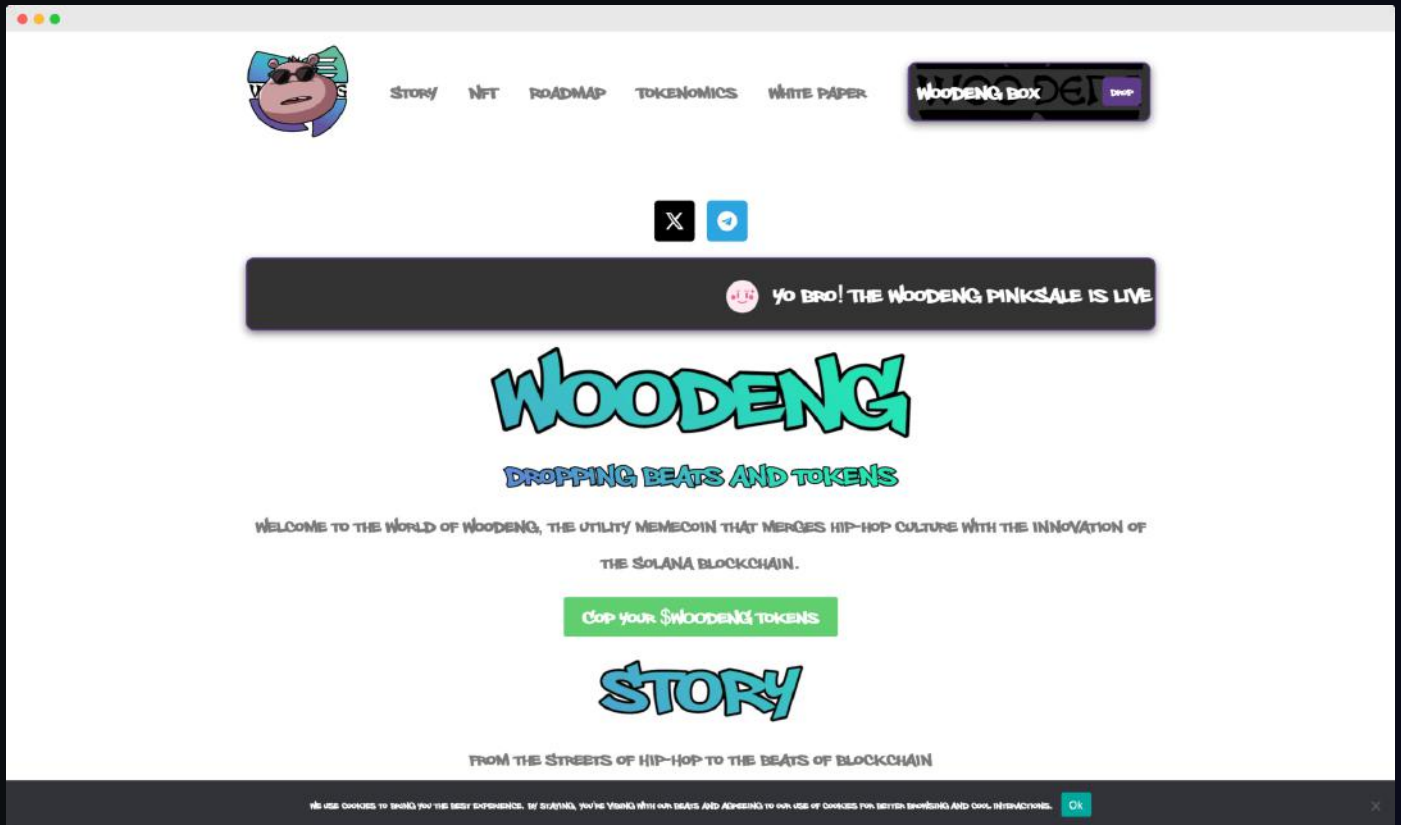 STORY
NFT
ROADMAP
TOKENOMICS
WHITE PAPER
WOODENG BOX
DROP
YO BRO! THE WOODENG PINKSALE IS LIVE
WOODENG
DROPPING BEATS AND TOKENS
WELCOME TO THE WORLD OF WOODENG, THE UTILITY MEMECOIN THAT MERGES HIP-HOP CULTURE WITH THE INNOVATION OF
THE SOLANA BLOCKCHAIN.
COP YOUR $WOODENG TOKENS
STORY
FROM THE STREETS OF HIP-HOP TO THE BEATS OF BLOCKCHAIN
WE USE COOKIES TO BRING YOU THE BEST EXPERIENCE. BY STAYING, YOU'RE VIBING WITH OUR BEATS AND AGREEING TO OUR USE OF COOKIES FOR BETTER BROWSING AND COOL INTERACTIONS.
Ok